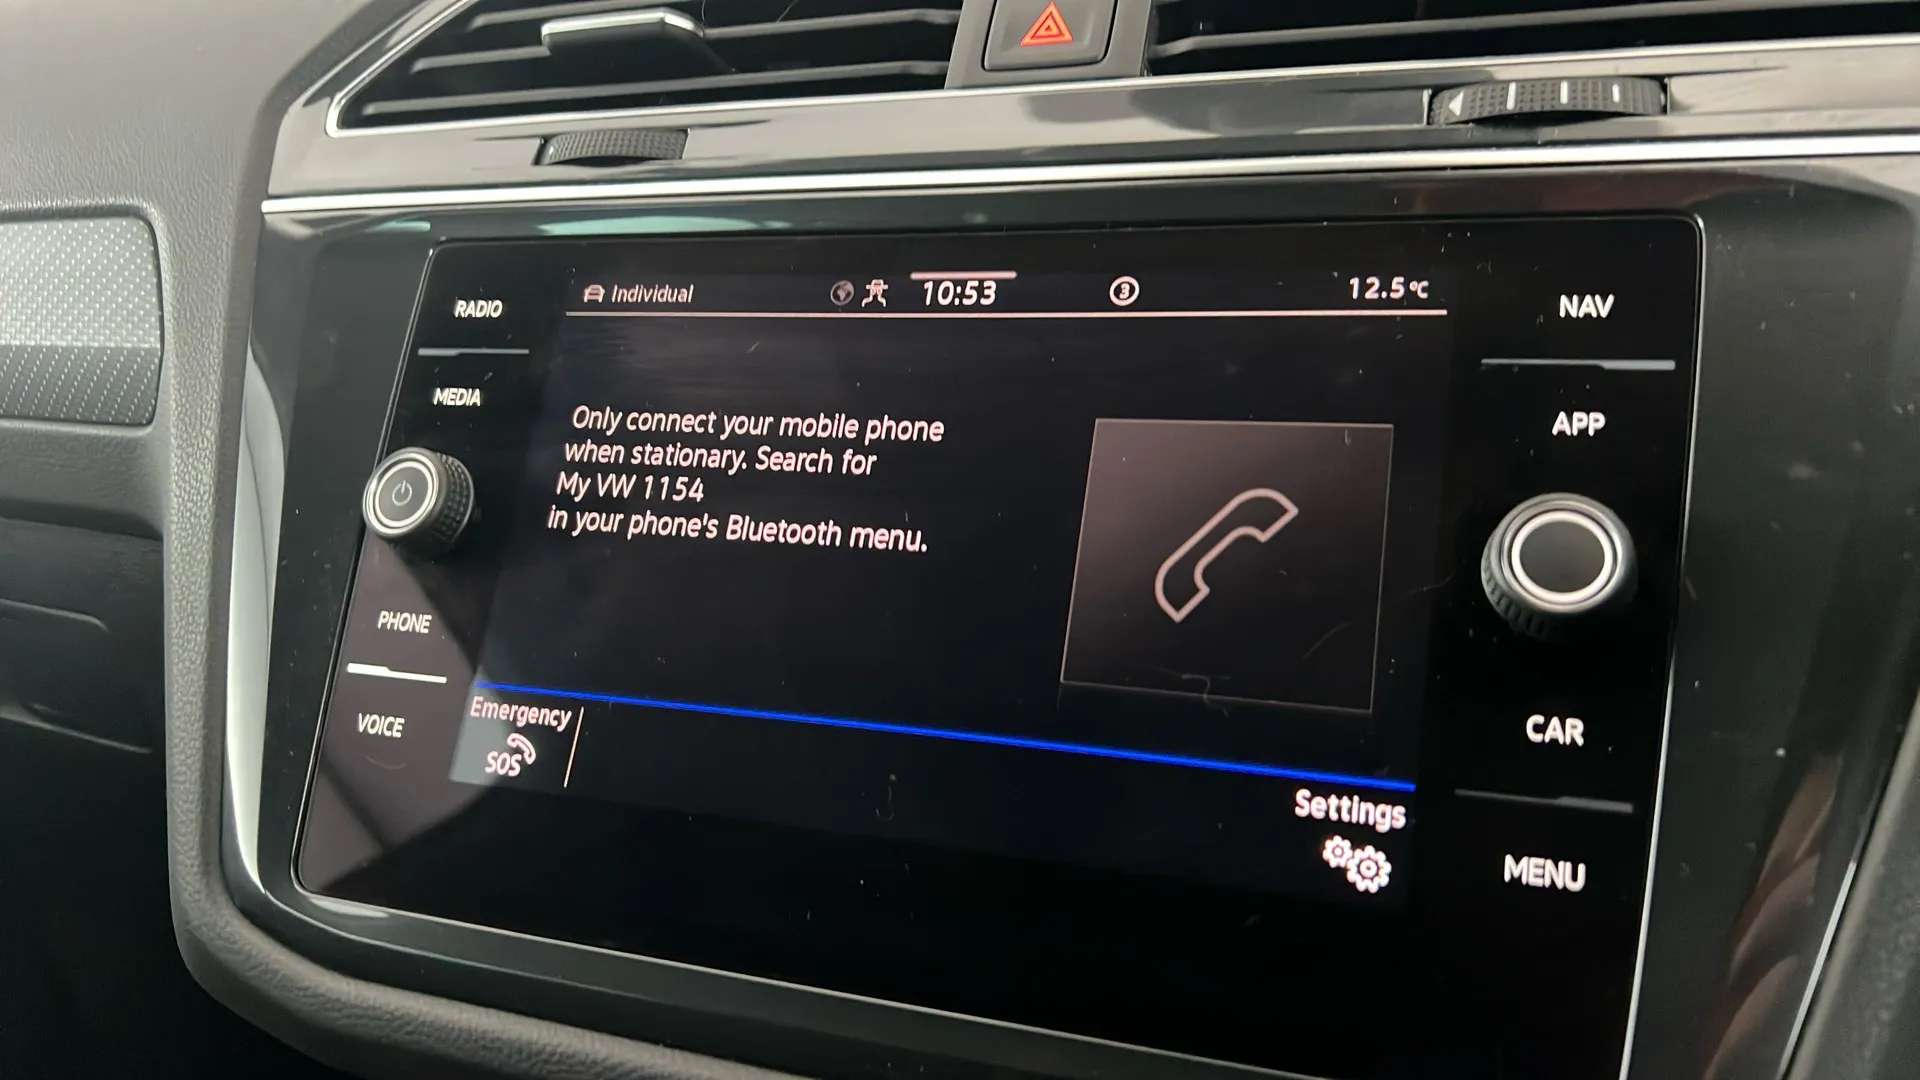 RADIO
MEDIA
PHONE
VOICE
Individual
10:53
3
12.5°C
Only connect your mobile phone
when stationary. Search for
My VW 1154
in your phone's Bluetooth menu.
Emergency
SOS
Settings
NAV
APP
CAR
MENU